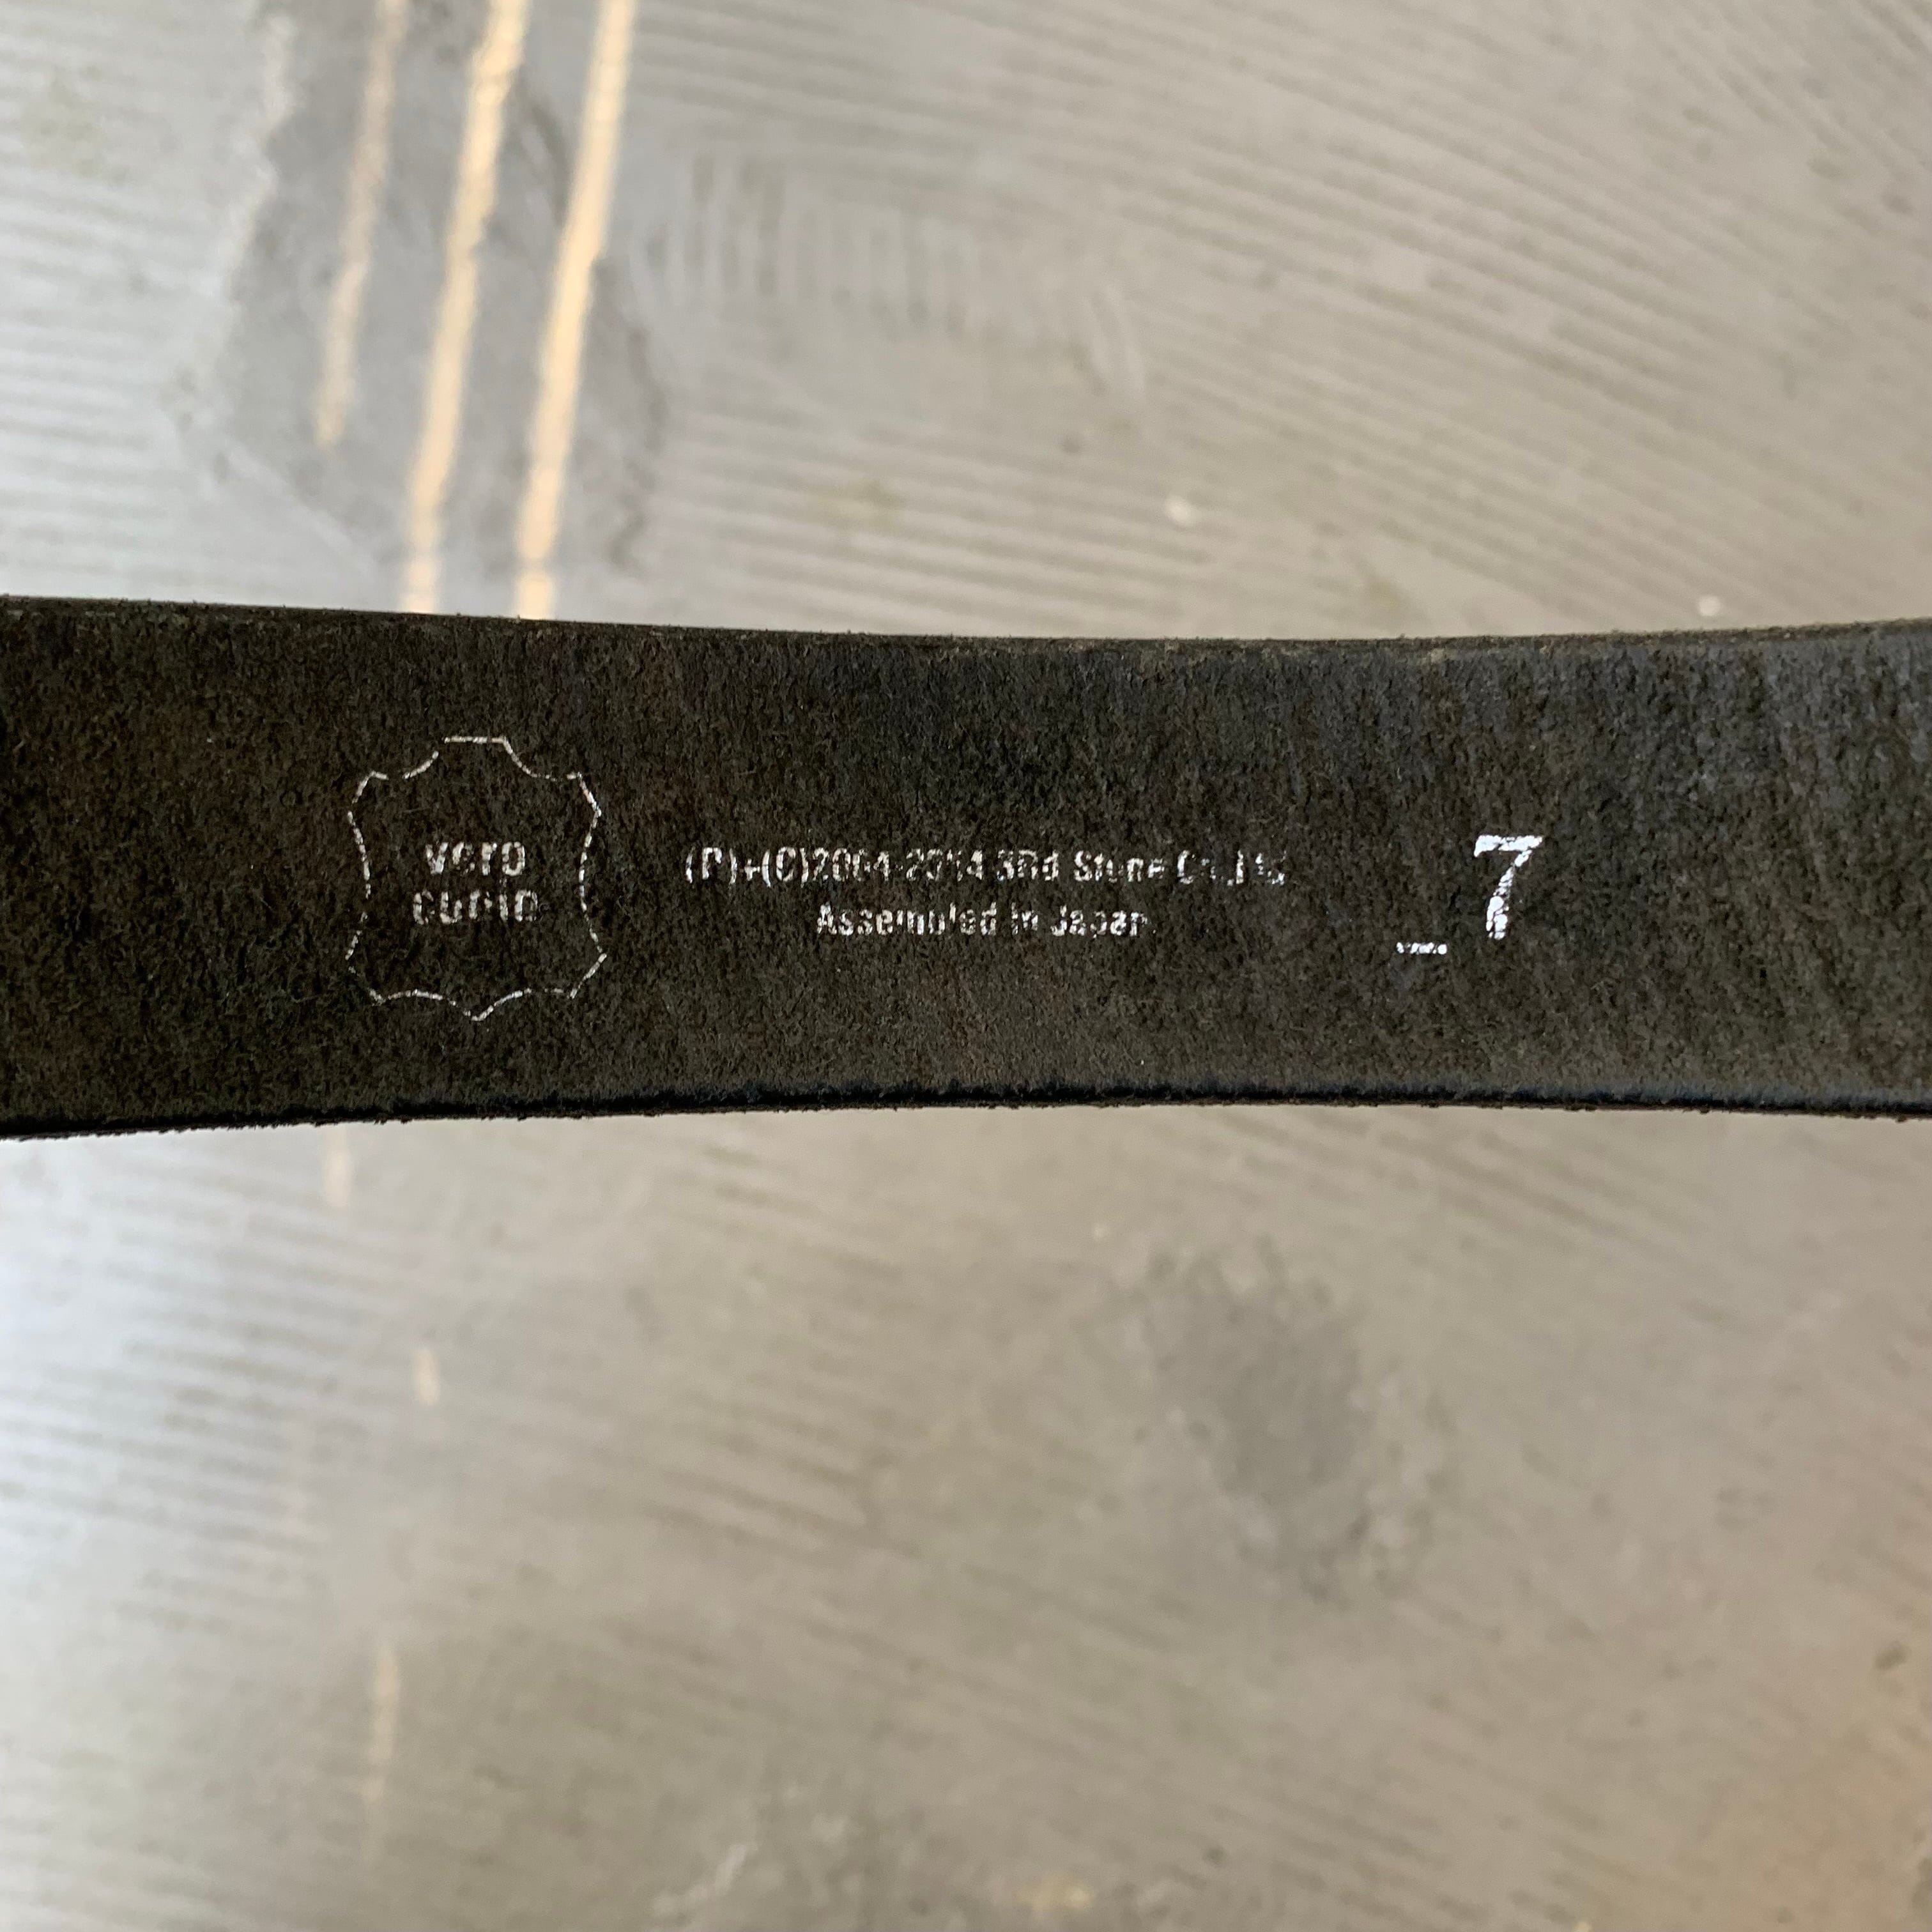 vero
cuoio
(P)+(C)2004-2014 3Rd Stone Co.,Ltd
Assembled in Japan
_7